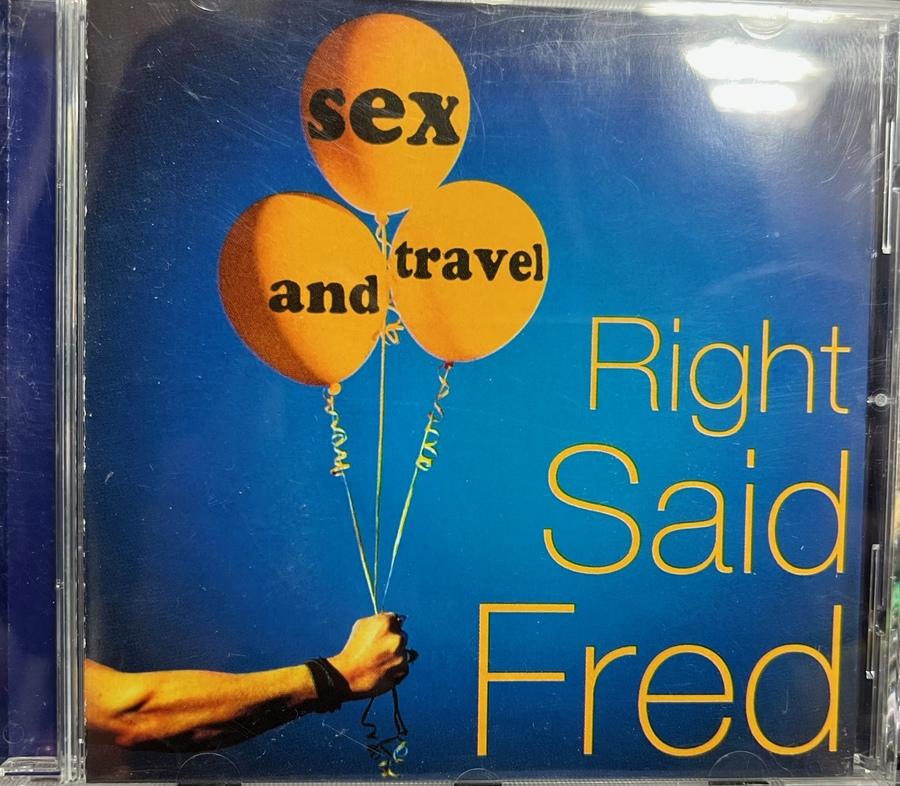 sex
and travel
Right
Said
Fred